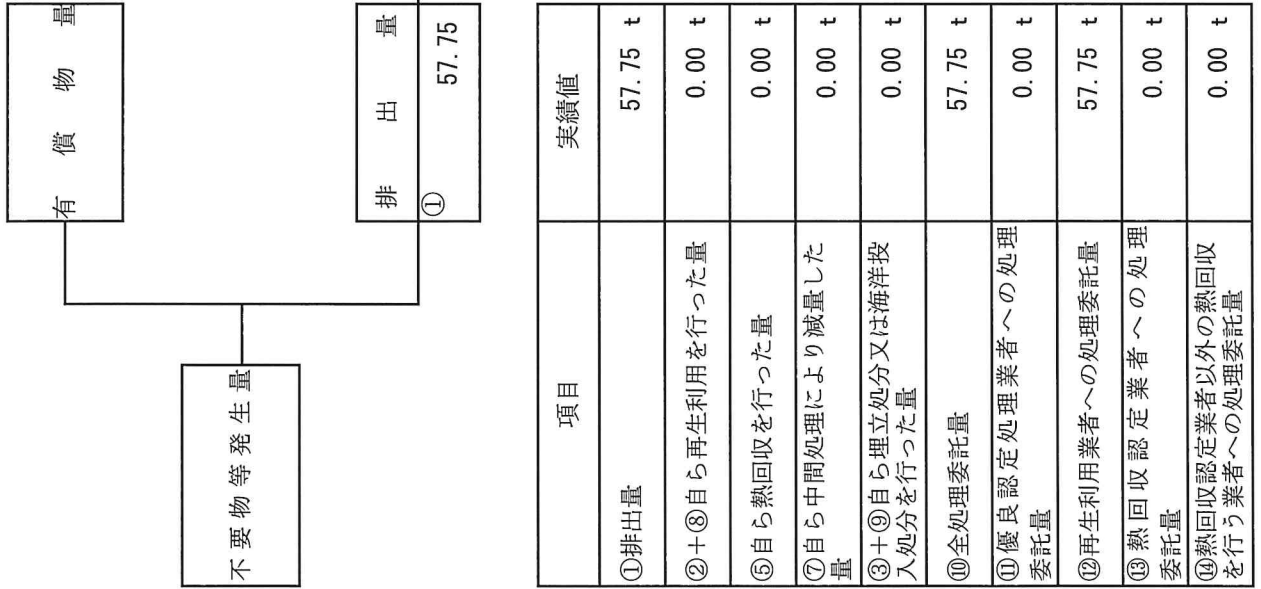 有償物量
不要物等発生量
排出量
① 57.75
項目 実績値
①排出量 57.75 t
②+⑧自ら再生利用を行った量 0.00 t
⑤自ら熱回収を行った量 0.00 t
⑦自ら中間処理により減量した
量 0.00 t
③+⑨自ら埋立処分又は海洋投
入処分を行った量 0.00 t
⑩全処理委託量 57.75 t
⑪優良認定処理業者への処理
委託量 0.00 t
⑫再生利用業者への処理委託量 57.75 t
⑬熱回収認定業者への処理
委託量 0.00 t
⑭熱回収認定業者以外の熱回収
を行う業者への処理委託量 0.00 t